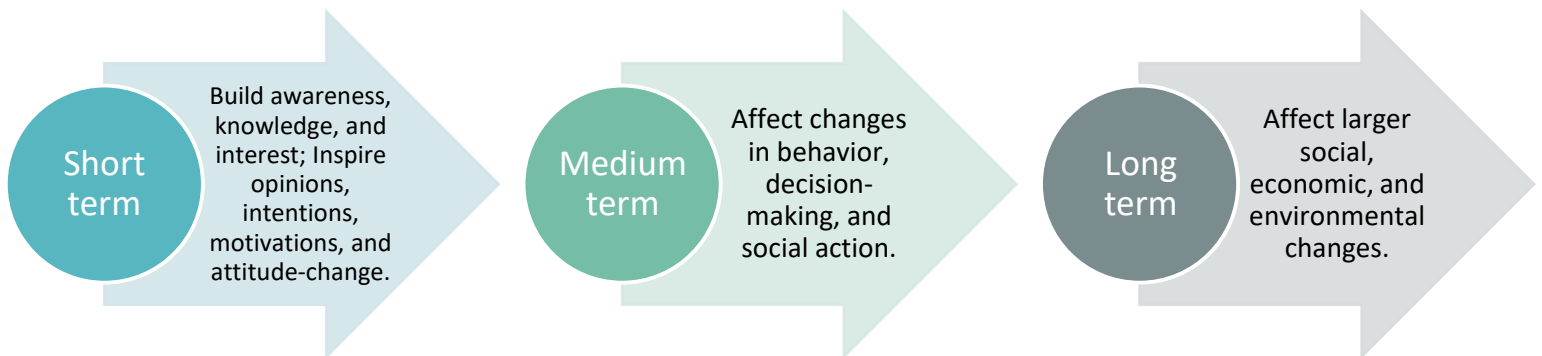 Short
term
Build awareness,
knowledge, and
interest; Inspire
opinions,
intentions,
motivations, and
attitude-change.
Medium
term
Affect changes
in behavior,
decision-
making, and
social action.
Long
term
Affect larger
social,
economic, and
environmental
changes.